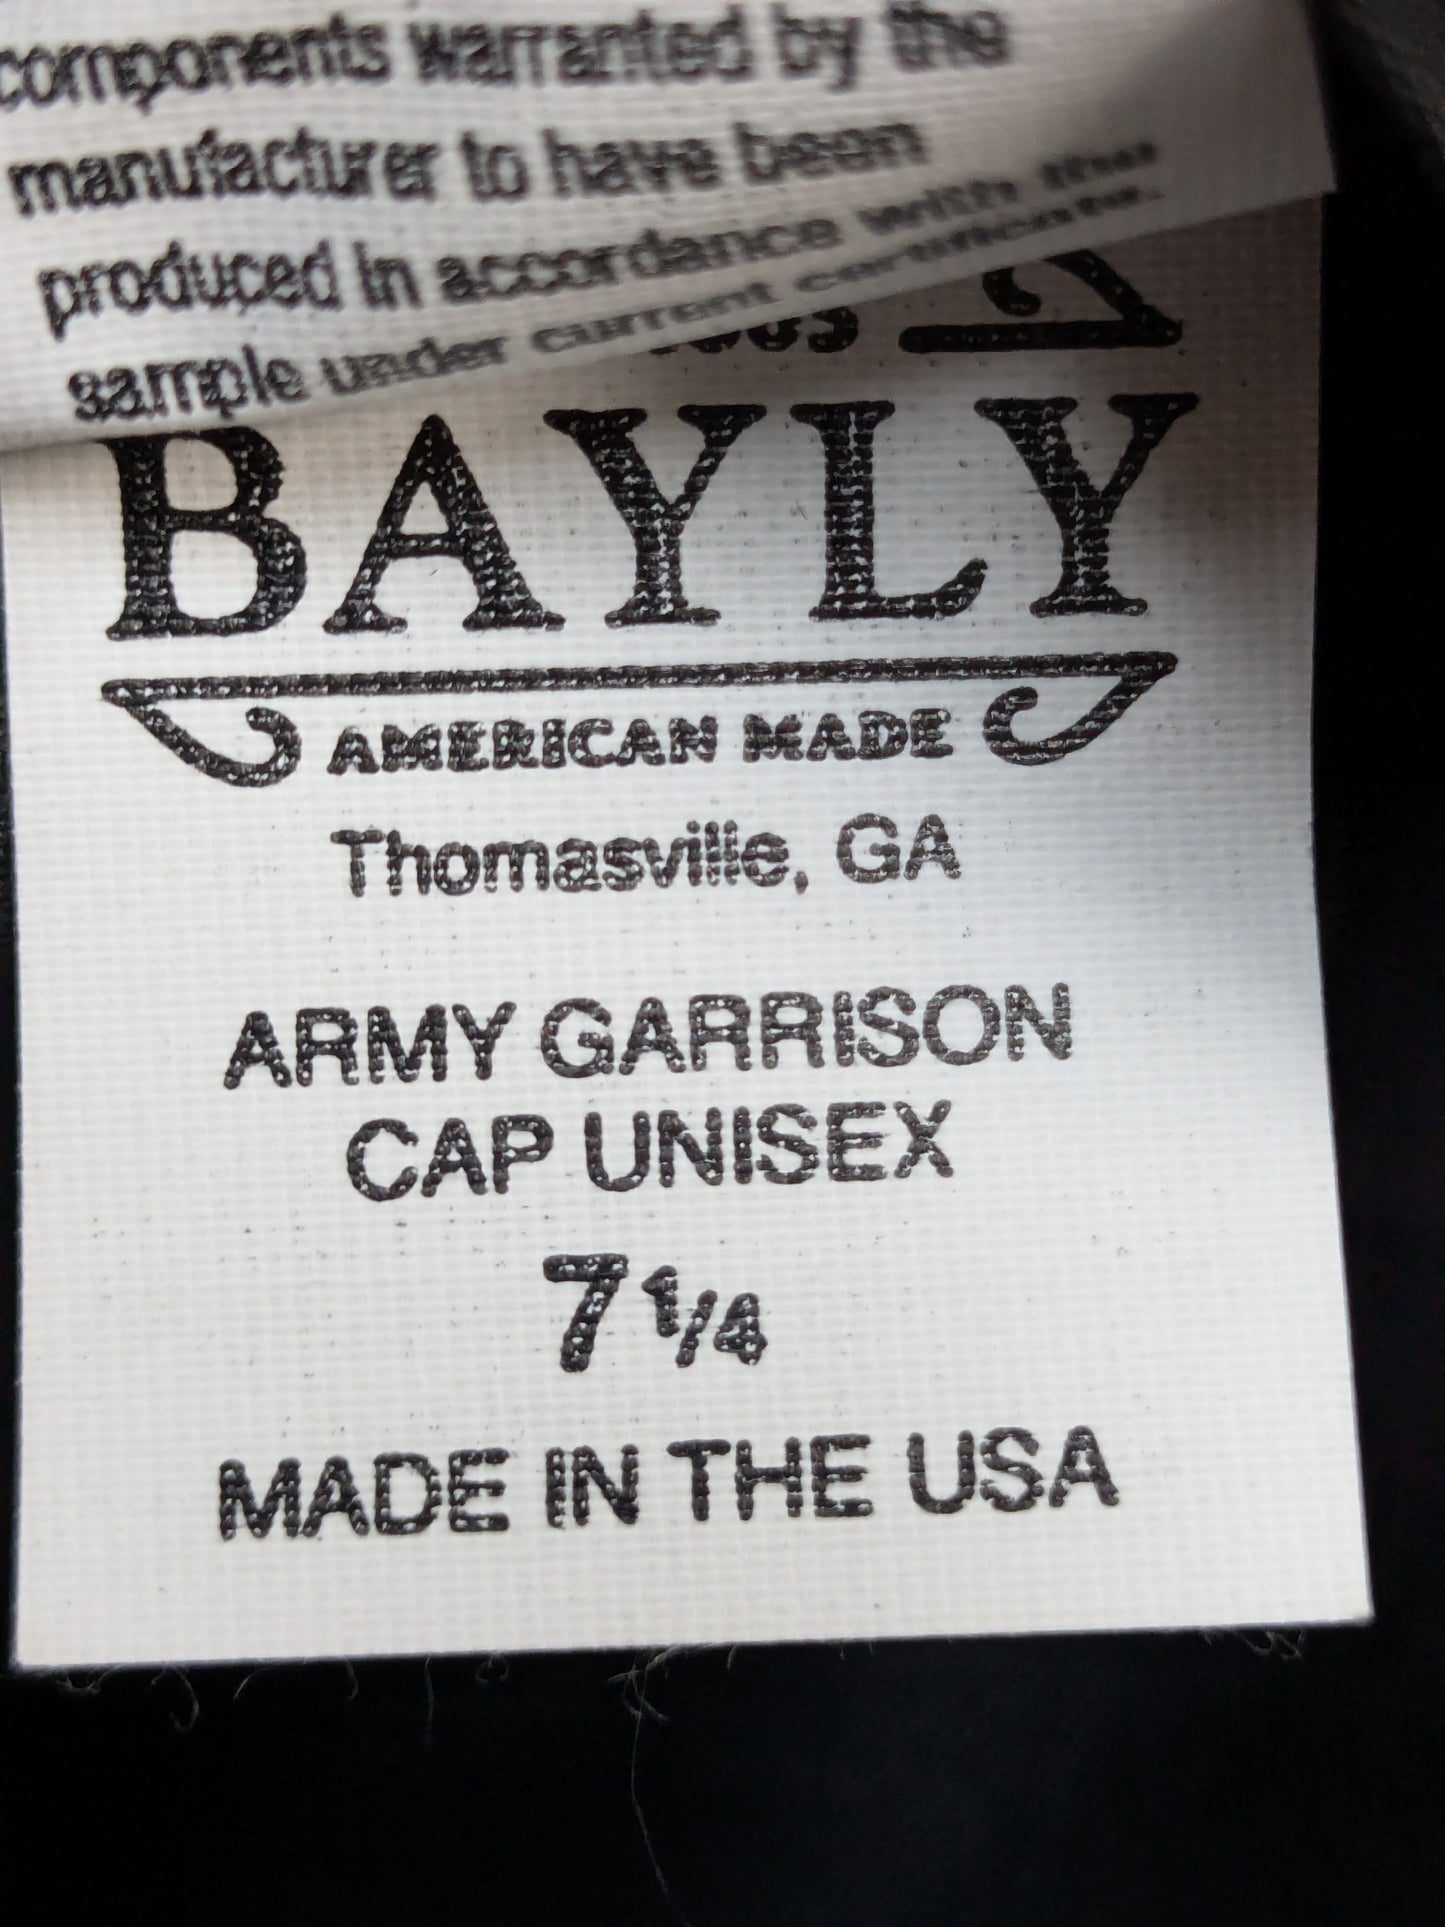 components warranted by the
manufacturer to have been
produced in accordance with the
sample under current certificate.
BAYLY
AMERICAN MADE
Thomasville, GA
ARMY GARRISON
CAP UNISEX
7 1/4
MADE IN THE USA